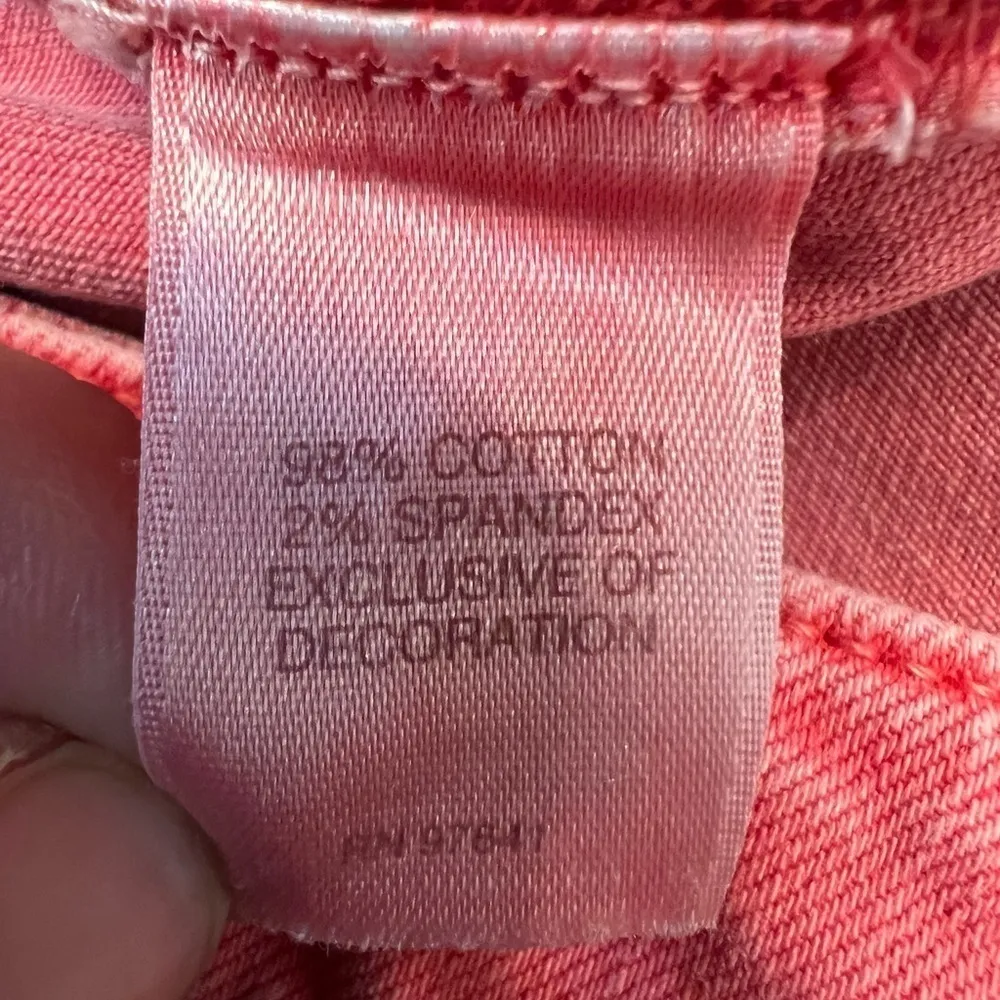 98% COTTON
2% SPANDEX
EXCLUSIVE OF
DECORATION